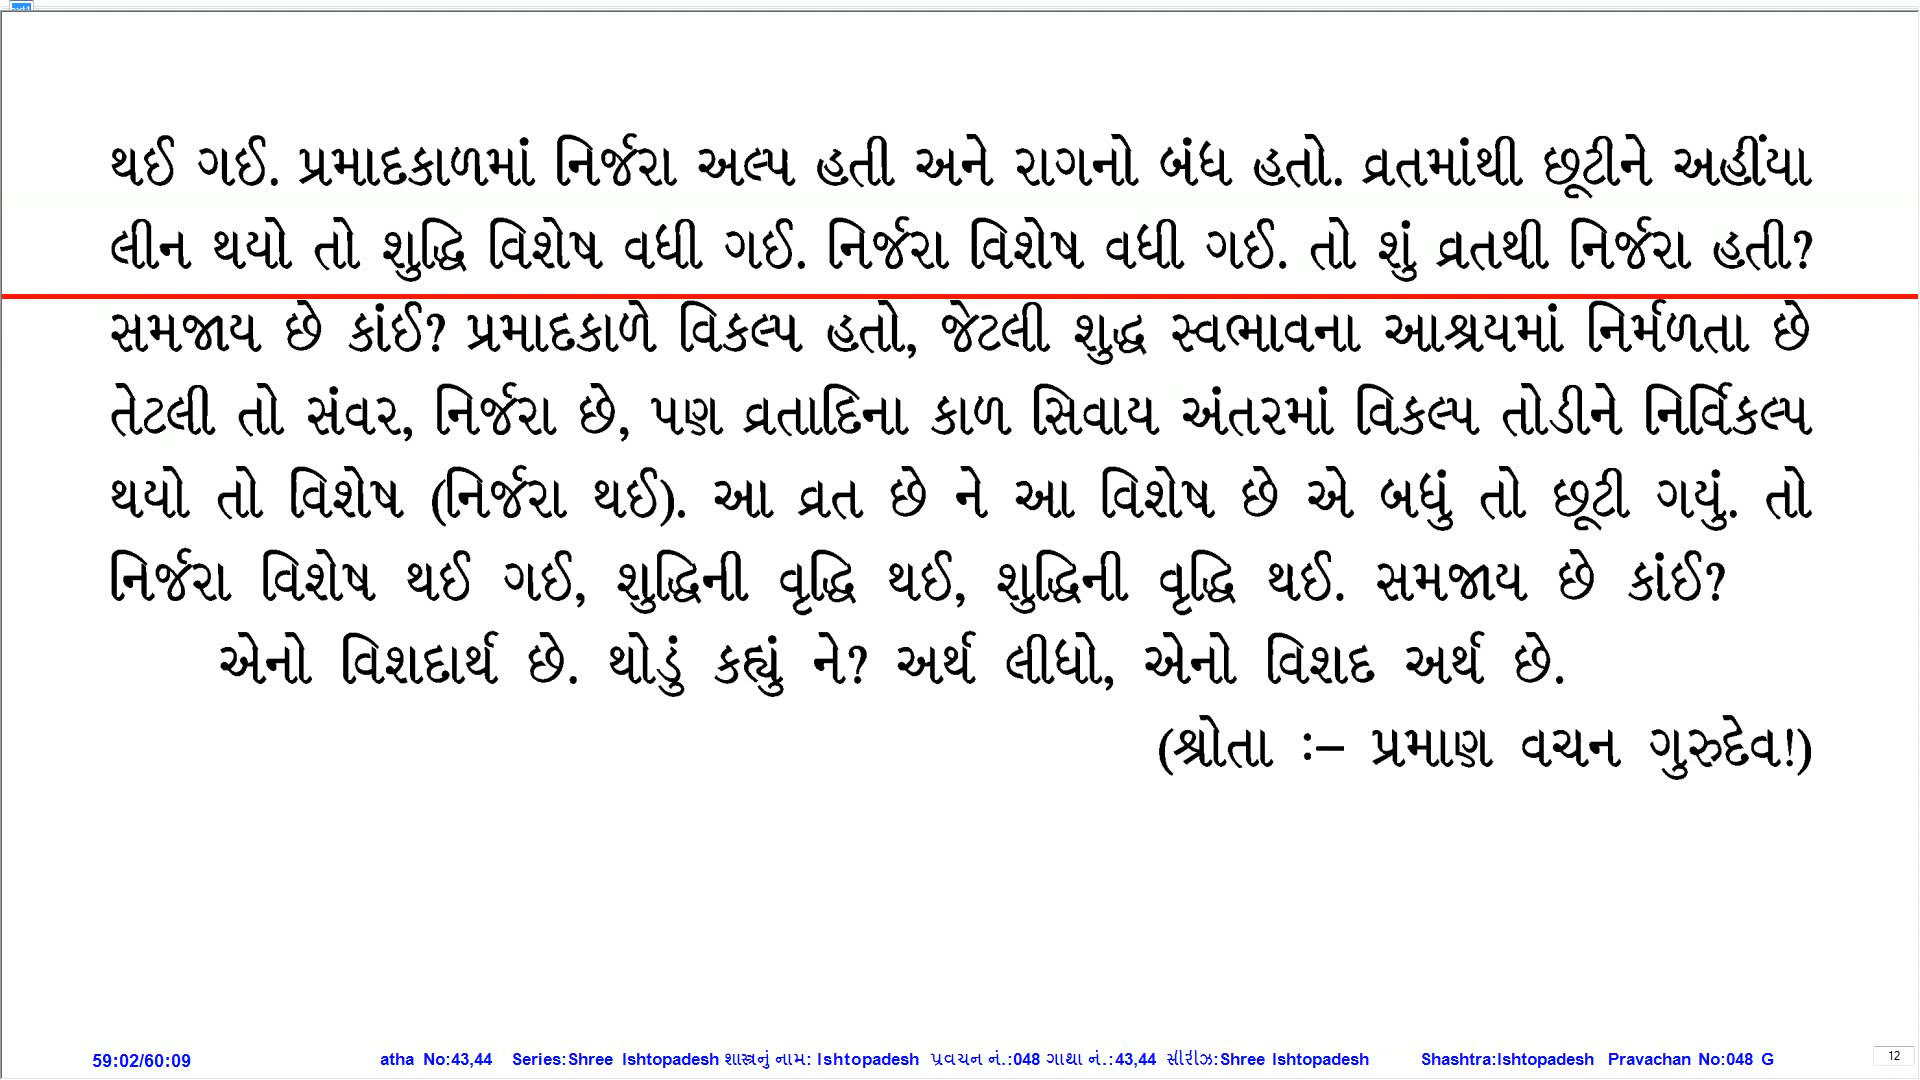 થઈ ગઈ. પ્રમાદકાળમાં નિર્જરા અલ્પ હતી અને રાગનો બંધ હતો. વ્રતમાંથી છૂટીને અહીંયા
લીન થયો તો શુદ્ધિ વિશેષ વધી ગઈ. નિર્જરા વિશેષ વધી ગઈ. તો શું વ્રતથી નિર્જરા હતી?
સમજાય છે કાંઈ? પ્રમાદકાળે વિકલ્પ હતો, જેટલી શુદ્ધ સ્વભાવના આશ્રયમાં નિર્મળતા છે
તેટલી તો સંવર, નિર્જરા છે, પણ વ્રતાદિના કાળ સિવાય અંતરમાં વિકલ્પ તોડીને નિર્વિકલ્પ
થયો તો વિશેષ (નિર્જરા થઈ). આ વ્રત છે ને આ વિશેષ છે એ બધું તો છૂટી ગયું. તો
નિર્જરા વિશેષ થઈ ગઈ, શુદ્ધિની વૃદ્ધિ થઈ, શુદ્ધિની વૃદ્ધિ થઈ. સમજાય છે કાંઈ?
એનો વિશદાર્થ છે. થોડું કહ્યું ને? અર્થ લીધો, એનો વિશદ અર્થ છે.
(શ્રોતા :– પ્રમાણ વચન ગુરુદેવ!)
59:02/60:09 atha No:43,44 Series:Shree Ishtopadesh શાસ્ત્રનું નામ: Ishtopadesh પ્રવચન નં.:048 ગાથા નં.:43,44 સીરીઝ:Shree Ishtopadesh Shashtra:Ishtopadesh Pravachan No:048 G 12